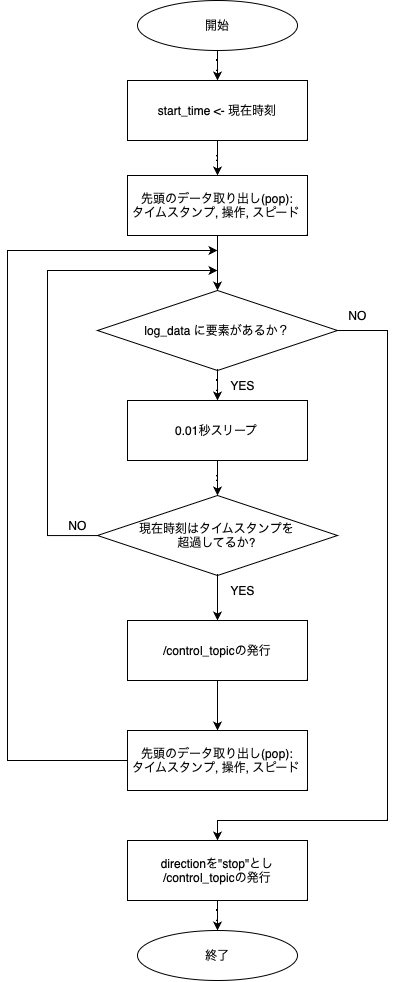 開始
start_time <- 現在時刻
先頭のデータ取り出し(pop):
タイムスタンプ, 操作, スピード
log_data に要素があるか？
NO
YES
0.01秒スリープ
現在時刻はタイムスタンプを
超過してるか?
NO
YES
/control_topicの発行
先頭のデータ取り出し(pop):
タイムスタンプ, 操作, スピード
directionを"stop"とし
/control_topicの発行
終了